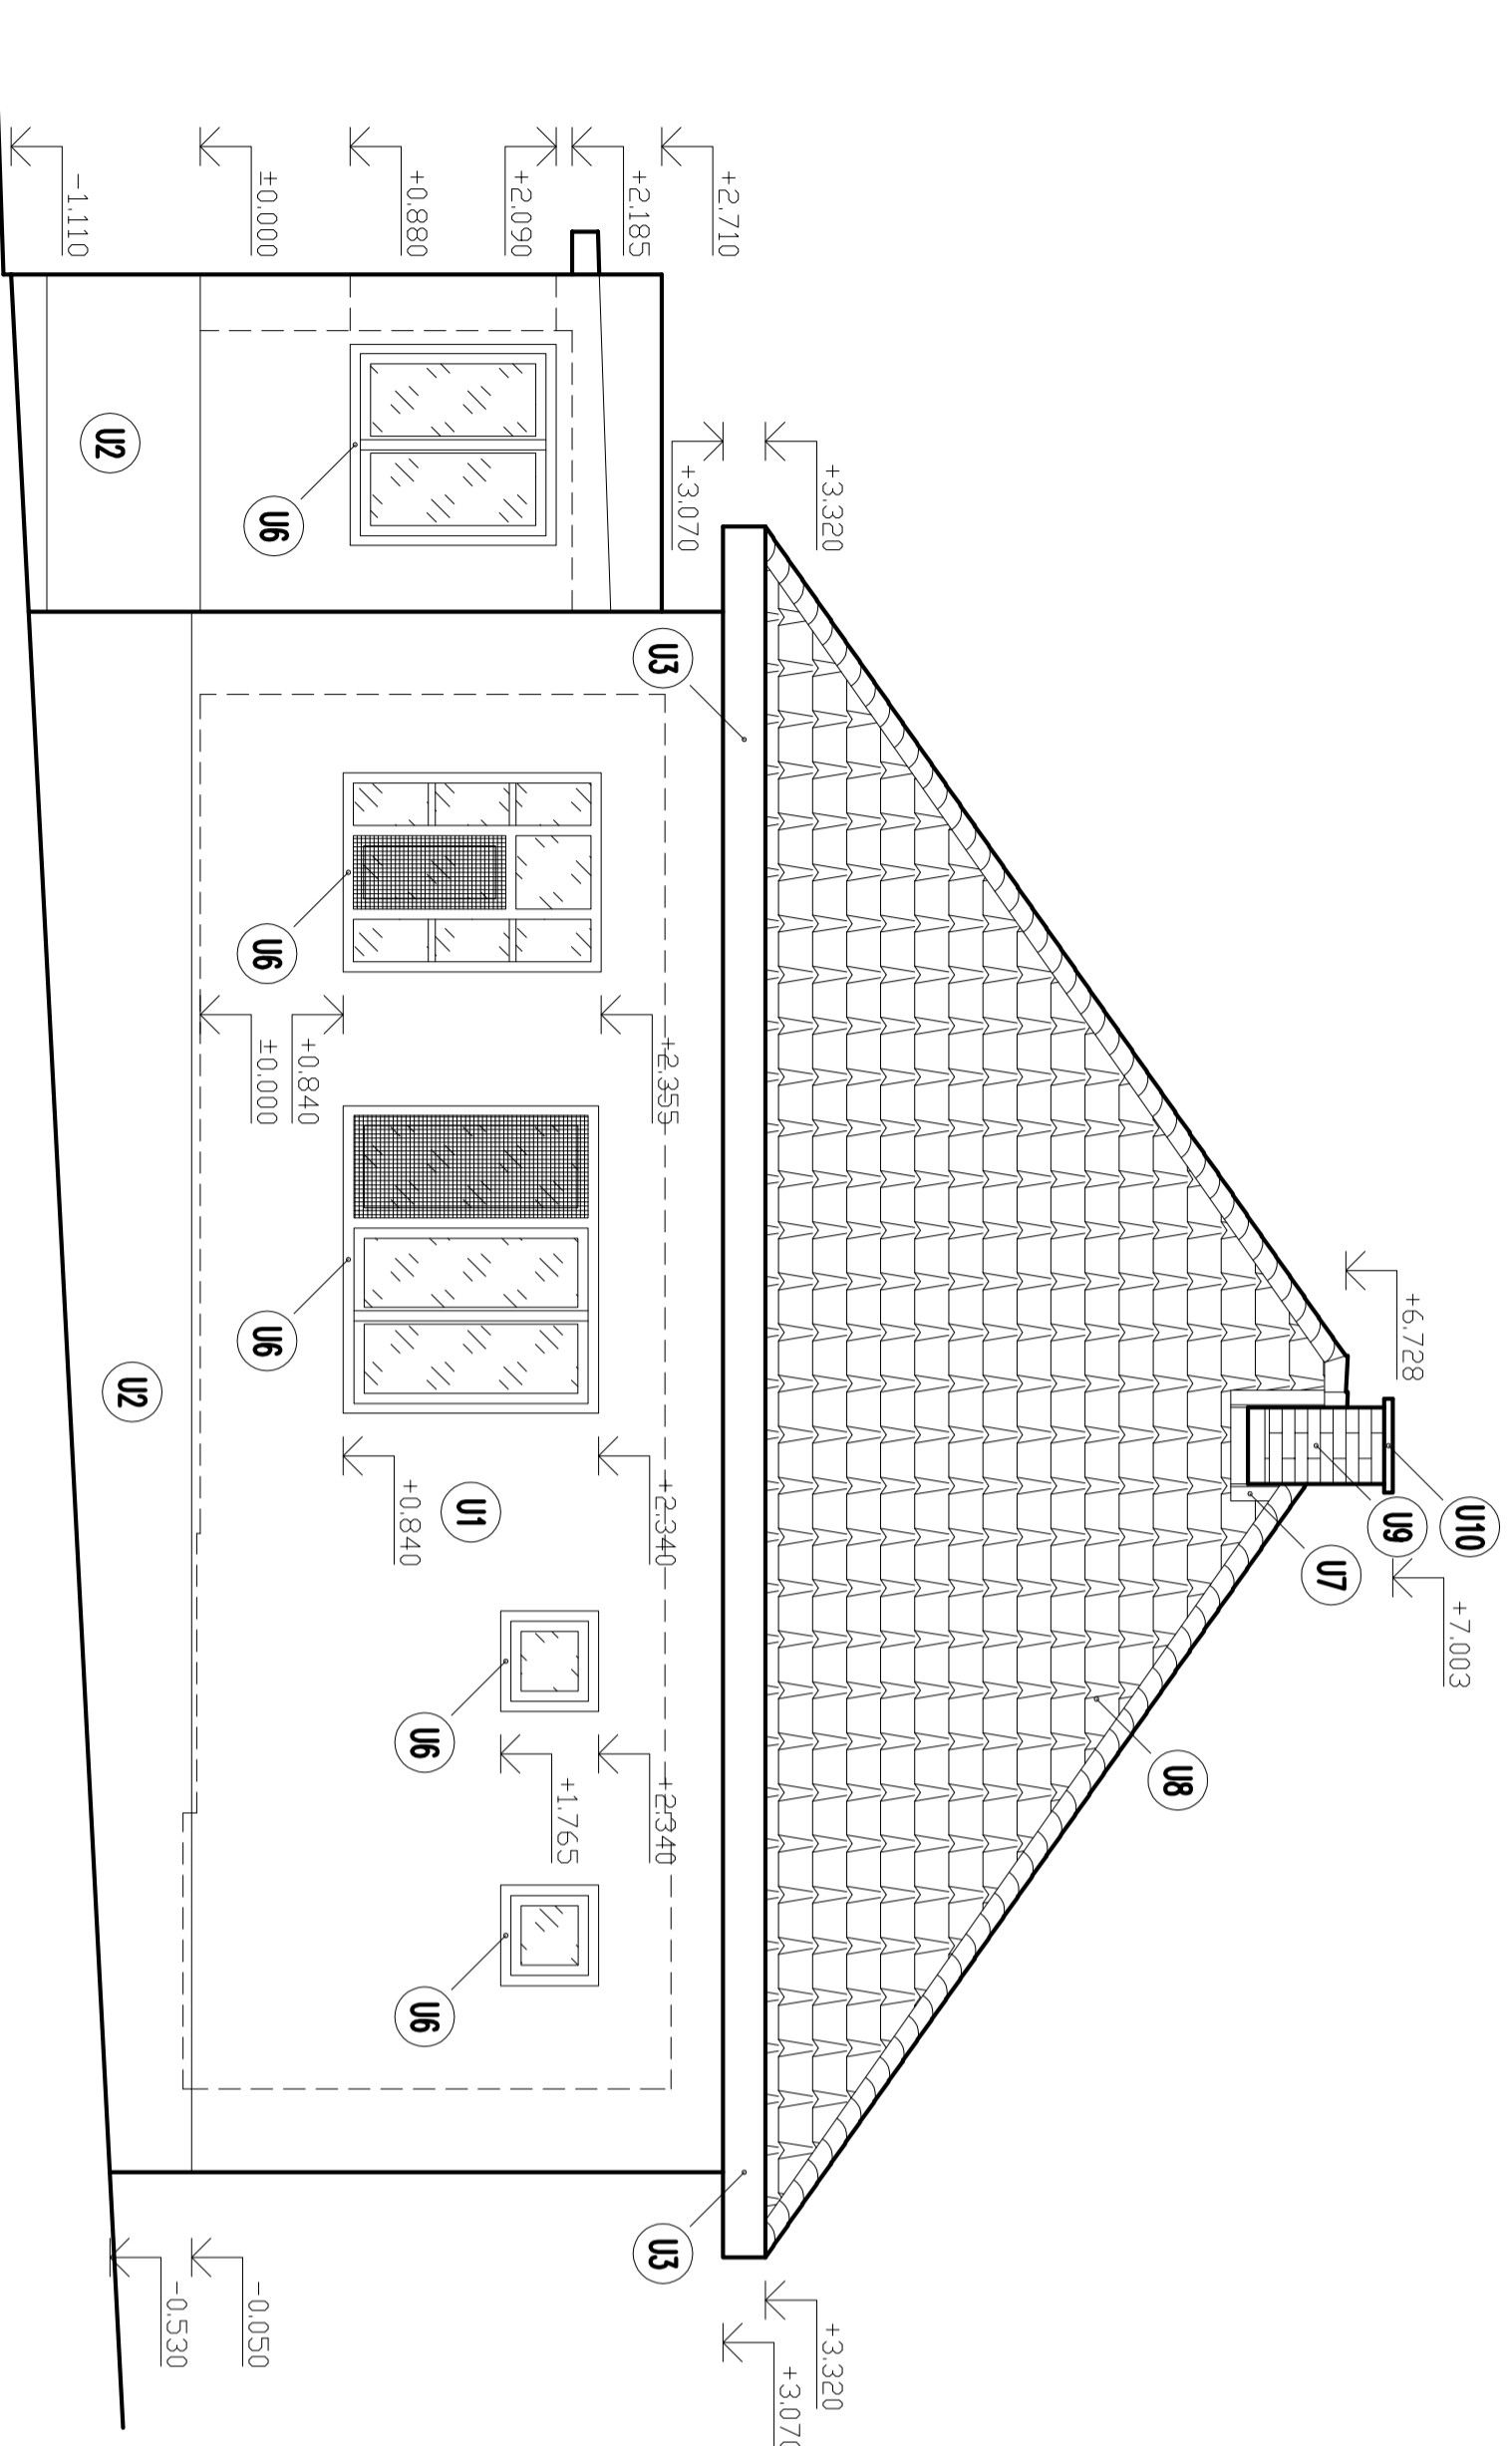 U10
+7,003
+6,728
U9
U7
U8
+3,320
+3,320
+3,070
+2,710
+3,070
U3
U3
+2,355
+2,340
+2,340
+2,185
+1,765
+2,090
U1
U6
U6
+0,880
+0,840
+0,840
U6
U6
U6
±0,000
±0,000
-0,050
-0,530
U2
U2
-1,110